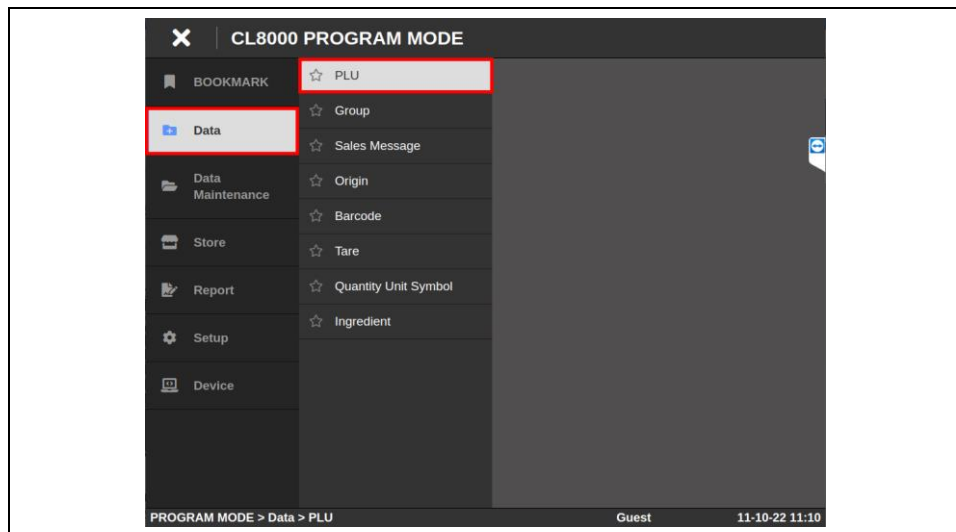 CL8000 PROGRAM MODE
BOOKMARK
Data
Data
Maintenance
Store
Report
Setup
Device
PLU
Group
Sales Message
Origin
Barcode
Tare
Quantity Unit Symbol
Ingredient
PROGRAM MODE > Data > PLU
Guest
11-10-22 11:10